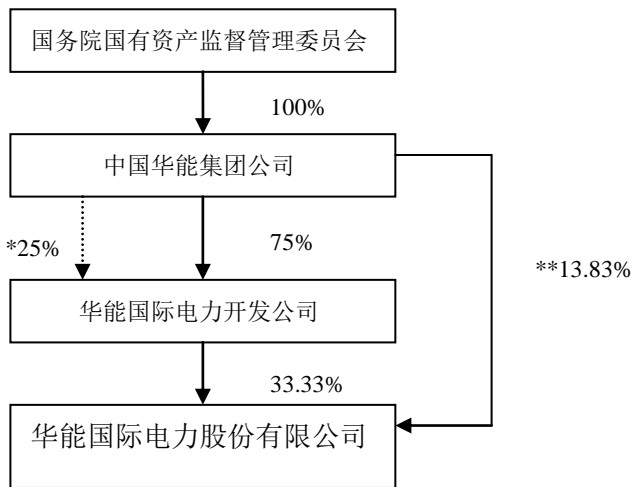 国务院国有资产监督管理委员会
100%
中国华能集团公司
*25%
75%
**13.83%
华能国际电力开发公司
33.33%
华能国际电力股份有限公司